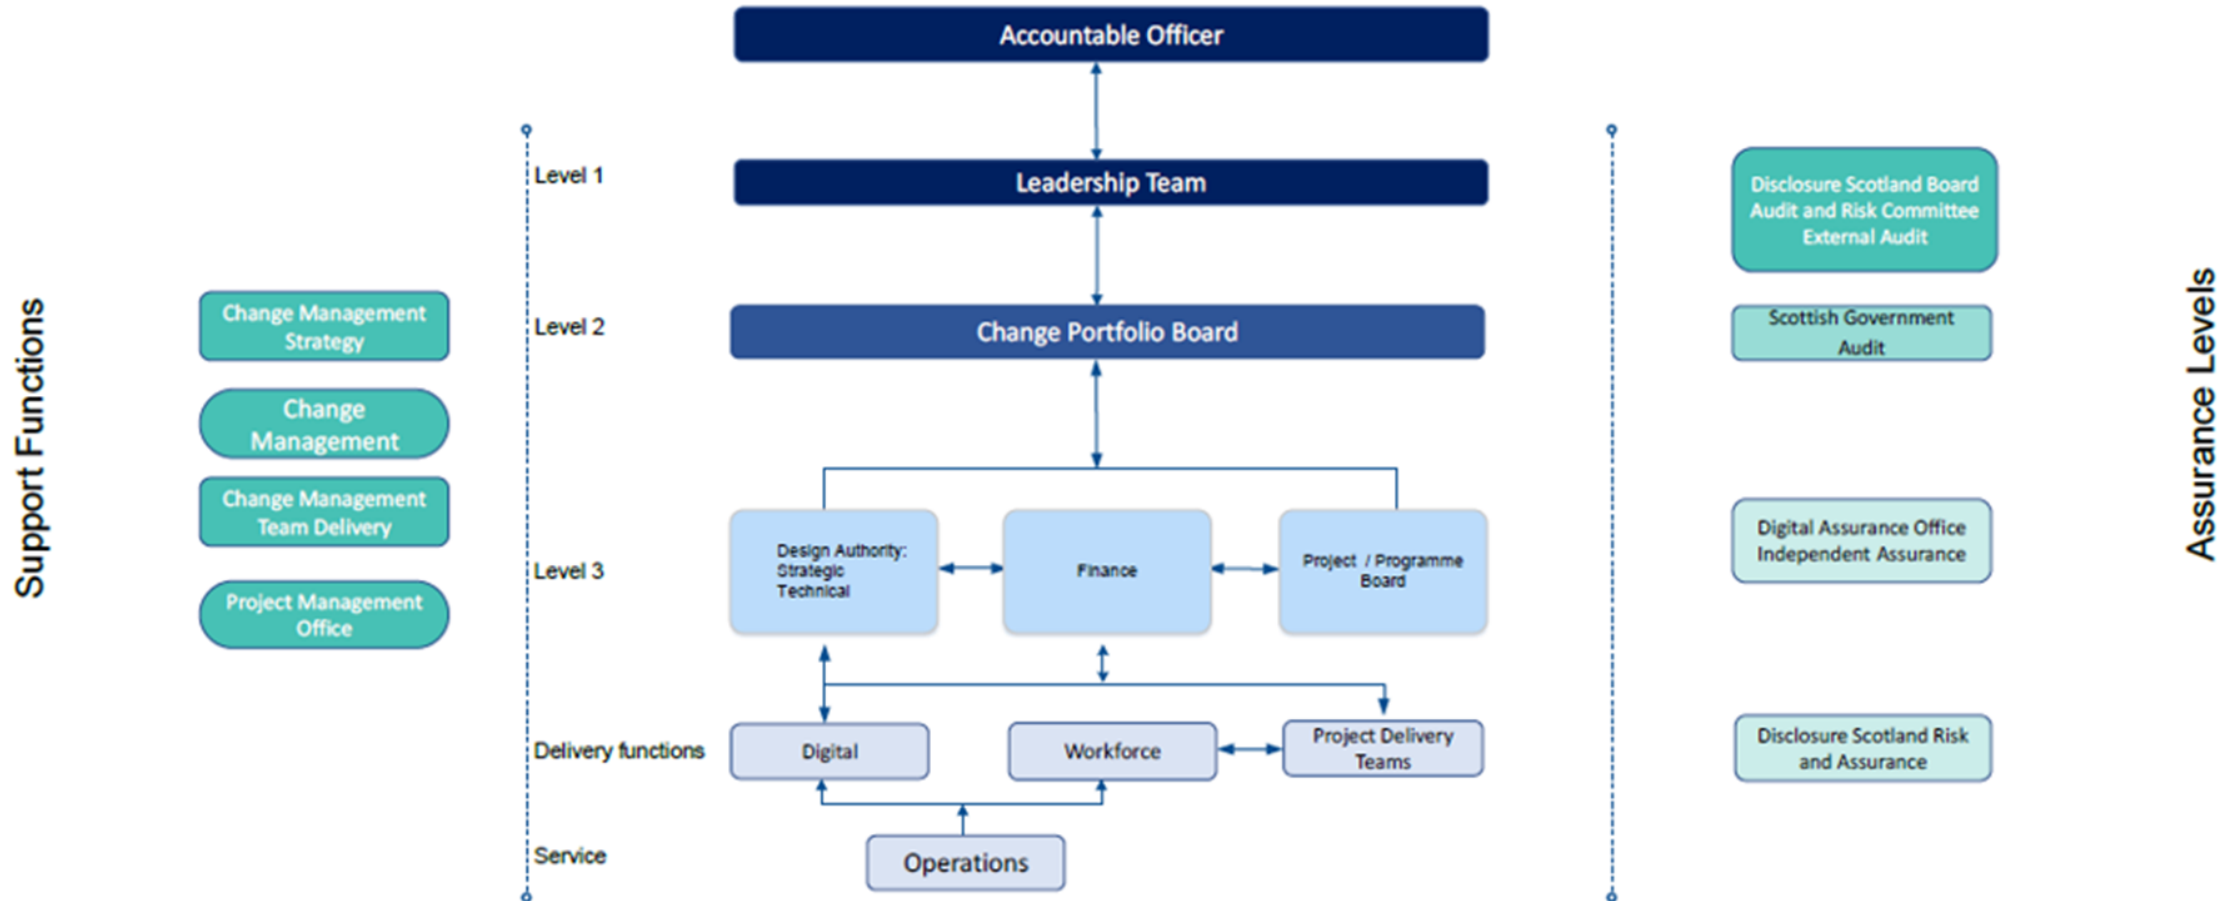 Accountable Officer
Level 1
Leadership Team
Disclosure Scotland Board
Audit and Risk Committee
External Audit
Support Functions
Change Management
Strategy
Change
Management
Change Management
Team Delivery
Project Management
Office
Level 2
Change Portfolio Board
Scottish Government
Audit
Assurance Levels
Level 3
Design Authority:
Strategic
Technical
Finance
Project / Programme
Board
Digital Assurance Office
Independent Assurance
Delivery functions
Digital
Workforce
Project Delivery
Teams
Disclosure Scotland Risk
and Assurance
Service
Operations